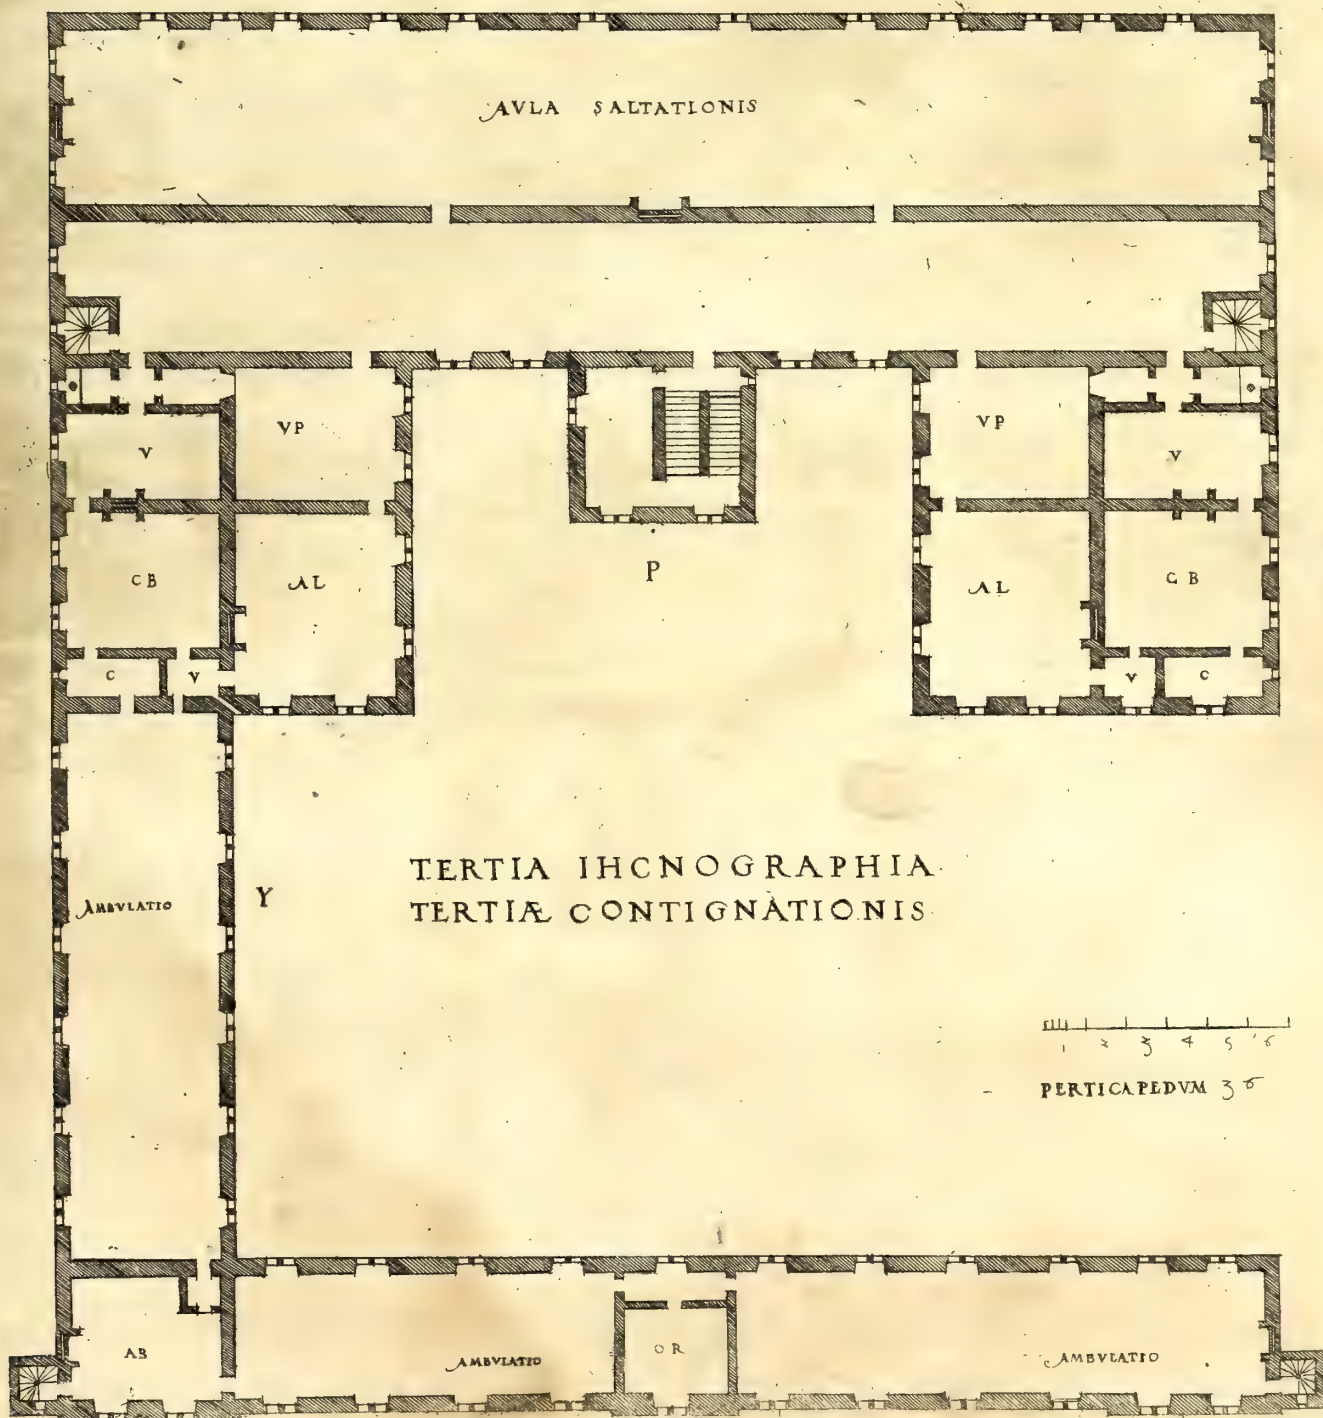 AVLA SALTATIONIS
VP
VP
V
V
P
CB
AL
AL
CB
C
V
V
C
TERTIA IHCNOGRAPHIA
TERTIÆ CONTIGNATIONIS
AMBVLATIO
Y
1 2 3 4 5 6
PERTICA PEDVM 36
AB
AMBVLATIO
OR
AMBVLATIO